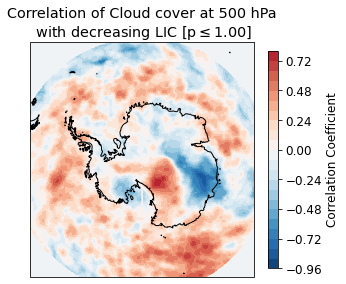 Correlation of Cloud cover at 500 hPa
with decreasing LIC [p ≤ 1.00]
0.72
0.48
0.24
0.00
−0.24
−0.48
−0.72
−0.96
Correlation Coefficient